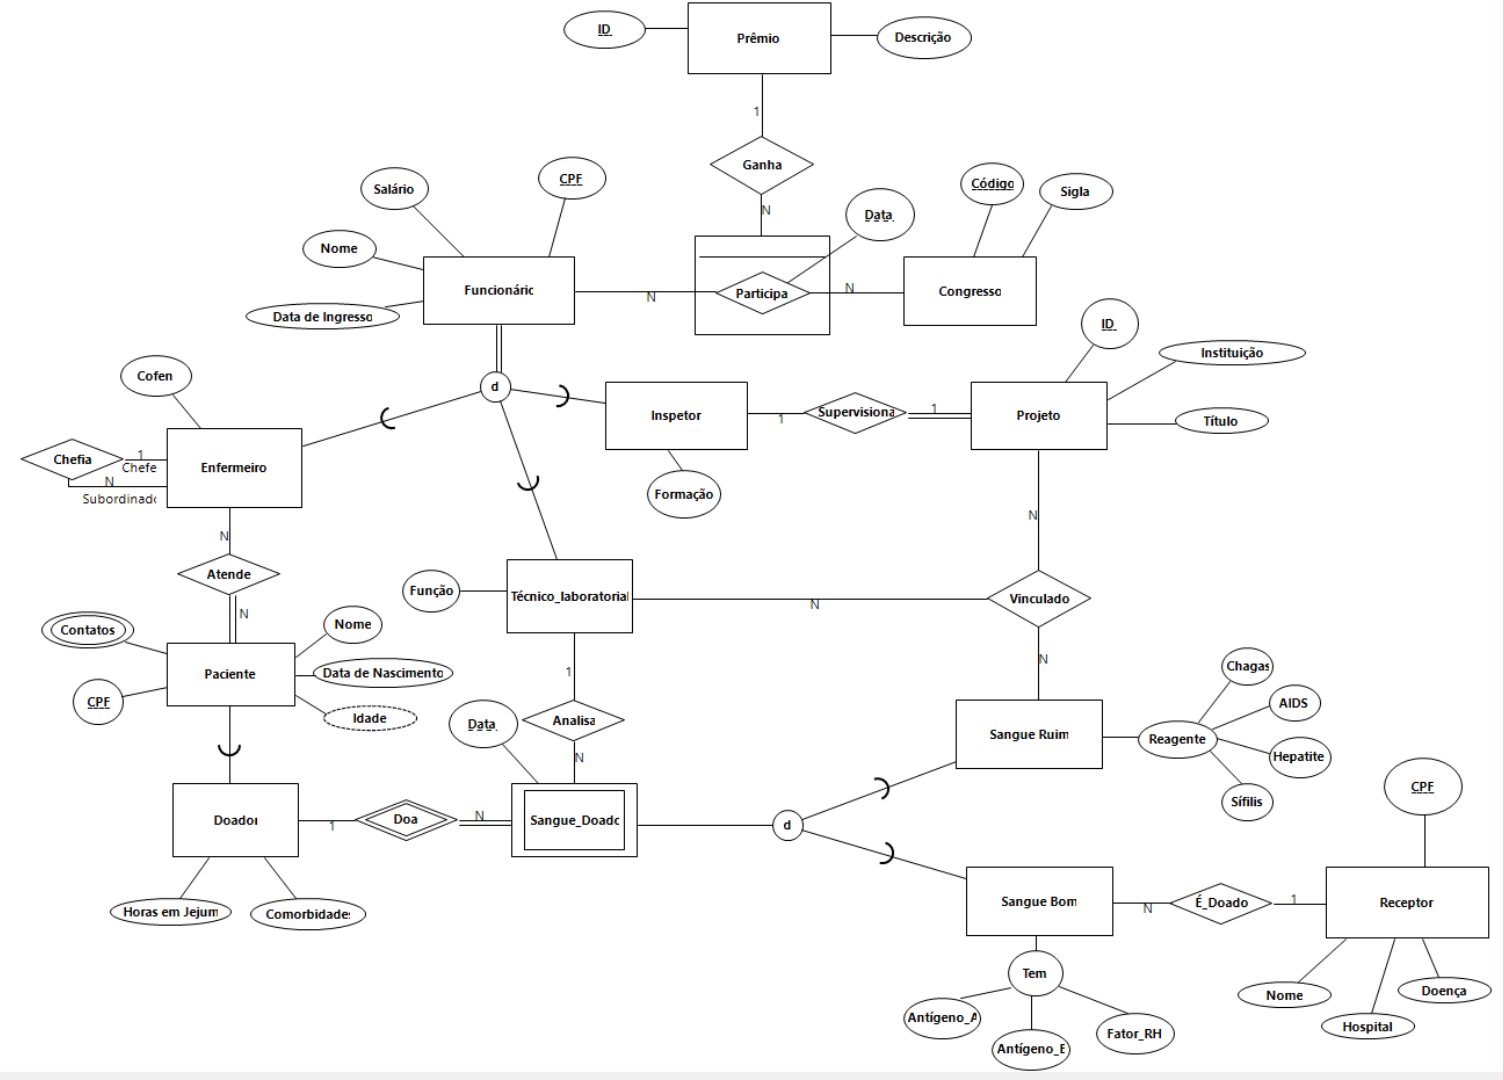 ID
Prêmio
Descrição
1
Ganha
N
Salário
CPF
Código
Sigla
Nome
Data
Data de Ingresso
Funcionáric
N
Participa
N
Congresso
ID
Instituição
Título
Cofen
d
Inspetor
1
Supervisiona
1
Projeto
Formação
Chefia
1
Chefe
N
Subordinadc
Enfermeiro
N
Atende
N
Função
Técnico_laboratorial
N
Vinculado
N
N
Contatos
Nome
CPF
Paciente
Data de Nascimento
Idade
1
Data
Analisa
N
Chagas
AIDS
Sangue Ruim
Reagente
Hepatite
Sífilis
Doador
1
Doa
N
Sangue_Doadc
d
CPF
Horas em Jejum
Comorbidade
Sangue Bom
N
É_Doado
1
Receptor
Tem
Antígeno_A
Antígeno_E
Fator_RH
Nome
Hospital
Doença